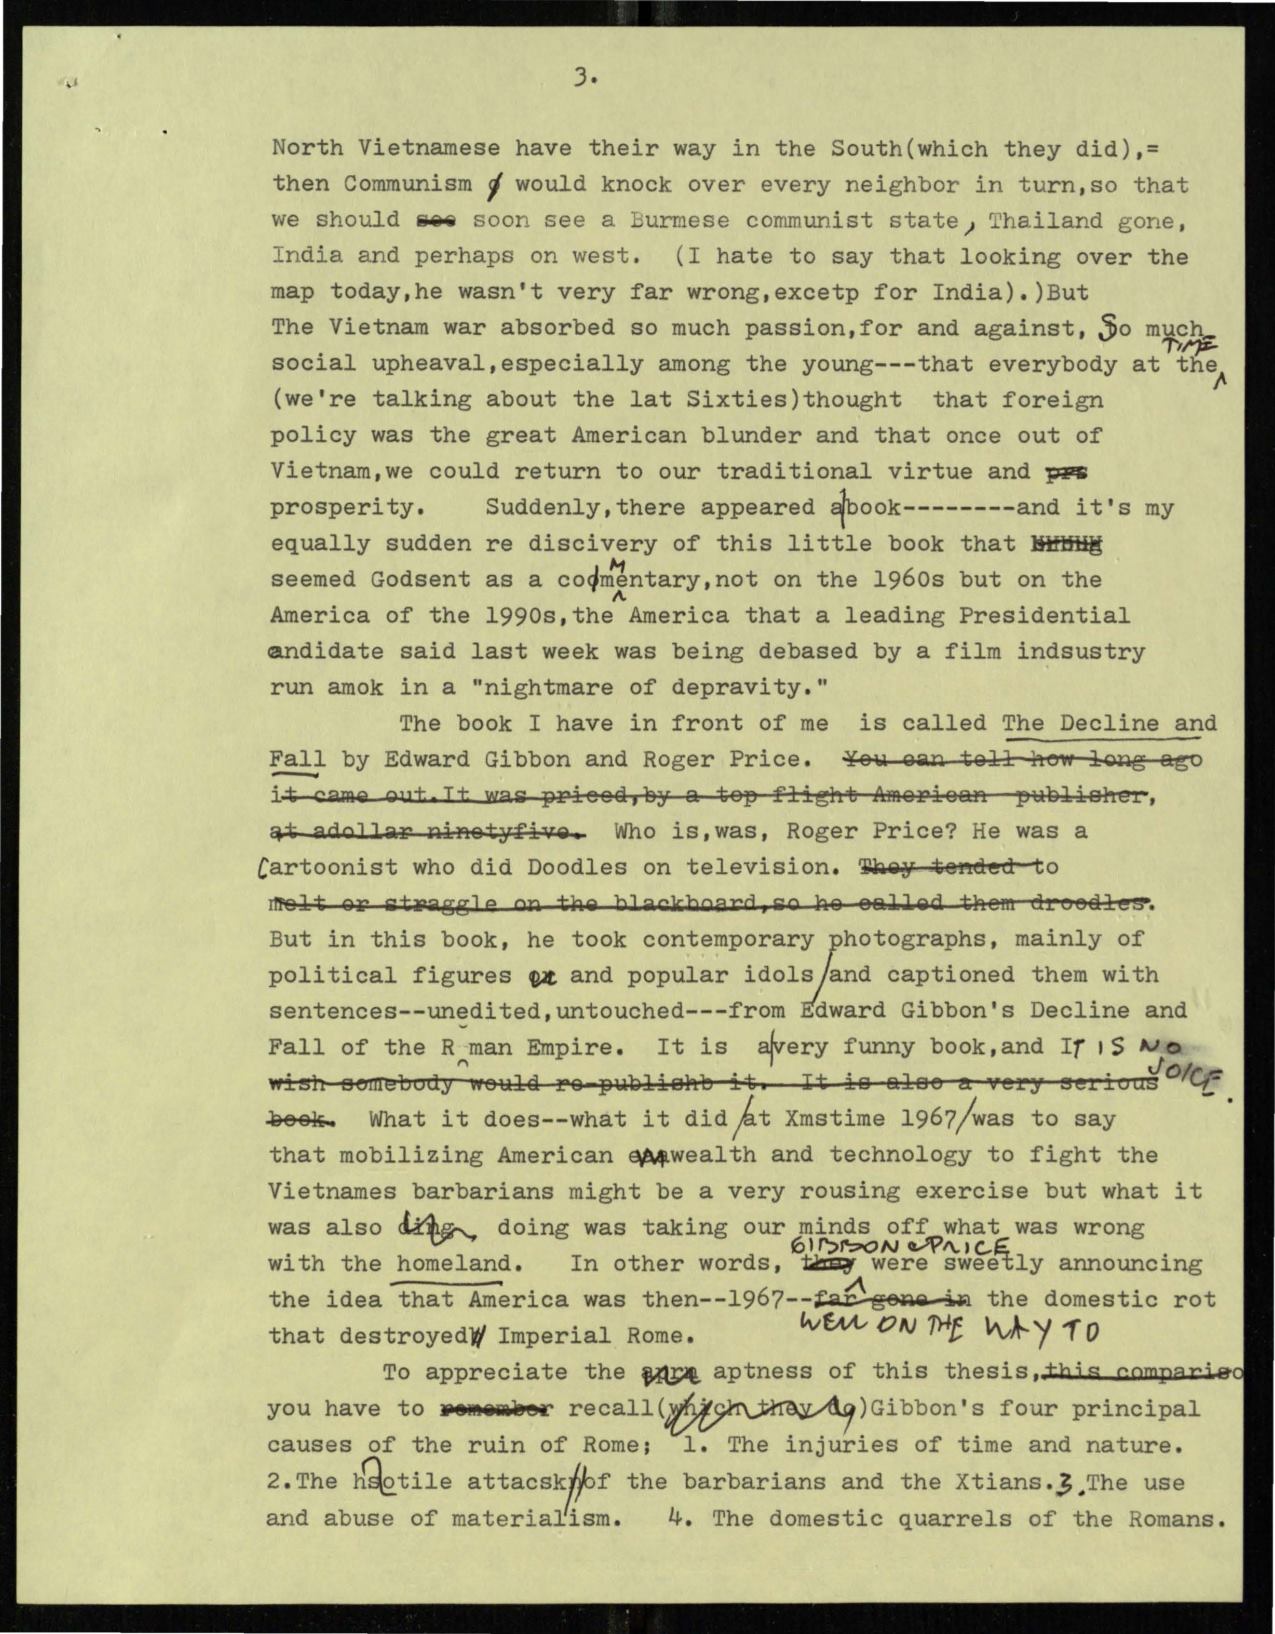 3.
North Vietnamese have their way in the South(which they did),=
then Communism would knock over every neighbor in turn,so that
we should see soon see a Burmese communist state, Thailand gone,
India and perhaps on west. (I hate to say that looking over the
map today,he wasn't very far wrong,excetp for India).)But
The Vietnam war absorbed so much passion,for and against, So much
social upheaval,especially among the young---that everybody at the TIME
(we're talking about the lat Sixties)thought that foreign
policy was the great American blunder and that once out of
Vietnam,we could return to our traditional virtue and prs
prosperity. Suddenly,there appeared a book--------and it's my
equally sudden re discivery of this little book that
seemed Godsent as a commentary,not on the 1960s but on the
America of the 1990s,the America that a leading Presidential
andidate said last week was being debased by a film indsustry
run amok in a "nightmare of depravity."
The book I have in front of me is called The Decline and
Fall by Edward Gibbon and Roger Price. You can tell how long ago
it came out.It was priced,by a top flight American publisher,
at adollar ninetyfive. Who is,was, Roger Price? He was a
Cartoonist who did Doodles on television. They tended to
melt or straggle on the blackboard,so he called them droodles.
But in this book, he took contemporary photographs, mainly of
political figures and popular idols/and captioned them with
sentences--unedited,untouched---from Edward Gibbon's Decline and
Fall of the R man Empire. It is a very funny book,and IT IS NO
JOKE.
wish somebody would re-publishb it. It is also a very serious
book. What it does--what it did/at Xmstime 1967/was to say
that mobilizing American wealth and technology to fight the
Vietnames barbarians might be a very rousing exercise but what it
was also ding doing was taking our minds off what was wrong
GIBBON & PRICE
with the homeland. In other words, they were sweetly announcing
the idea that America was then--1967--far gone in the domestic rot
WELL ON THE WAY TO
that destroyed Imperial Rome.
To appreciate the aptness of this thesis,this compariso
you have to remember recall(which they do)Gibbon's four principal
causes of the ruin of Rome; 1. The injuries of time and nature.
2.The hsotile attacsk of the barbarians and the Xtians.3.The use
and abuse of materialism. 4. The domestic quarrels of the Romans.